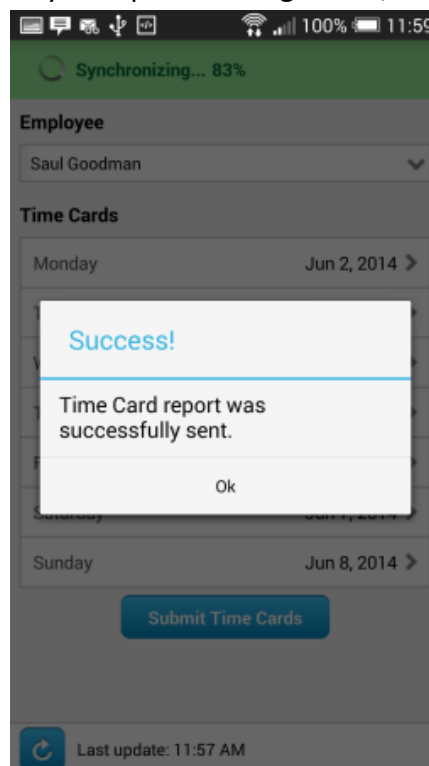 100% 11:59
Synchronizing... 83%
Employee
Saul Goodman
Time Cards
Monday Jun 2, 2014
Success!
Time Card report was
successfully sent.
Ok
Sunday Jun 8, 2014
Submit Time Cards
Last update: 11:57 AM